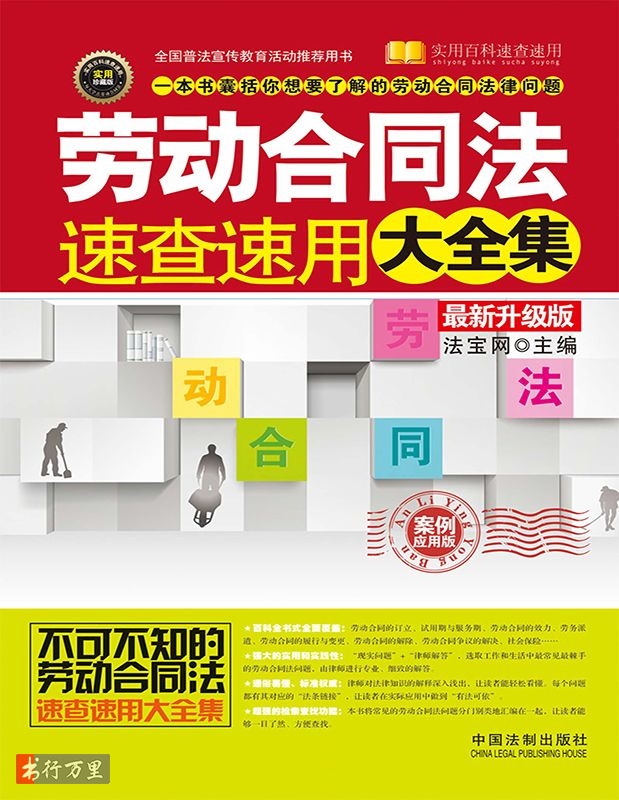 全国普法宣传教育活动推荐用书
实用百科速查速用
shiyong baike sucha suyong
实用
珍藏版
一本书囊括你想要了解的劳动合同法律问题
劳动合同法
速查速用大全集
最新升级版
法宝网◎主编
劳
动
法
合
同
An Li Ying Yong Ban
案例
应用版
不可不知的
劳动合同法
速查速用大全集
★百科全书式全面覆盖：劳动合同的订立、试用期与服务期、劳动合同的效力、劳务派
遣、劳动合同的履行与变更、劳动合同的解除、劳动合同争议的解决、社会保险……
★强大的实用和实践性：“现实问题”+“律师解答”，选取工作和生活中最常见最棘手
的劳动合同法问题，由律师进行专业、细致的解答。
★通俗易懂、标准权威：律师对法律知识的解释深入浅出，让读者能轻松看懂。每个问题
都有其对应的“法条链接”，让读者在实际应用中做到“有法可依”。
★超强的检索查找功能：本书将常见的劳动合同法问题分门别类地汇编在一起，让读者能
够一目了然、方便查找。
中国法制出版社
CHINA LEGAL PUBLISHING HOUSE
书行万里